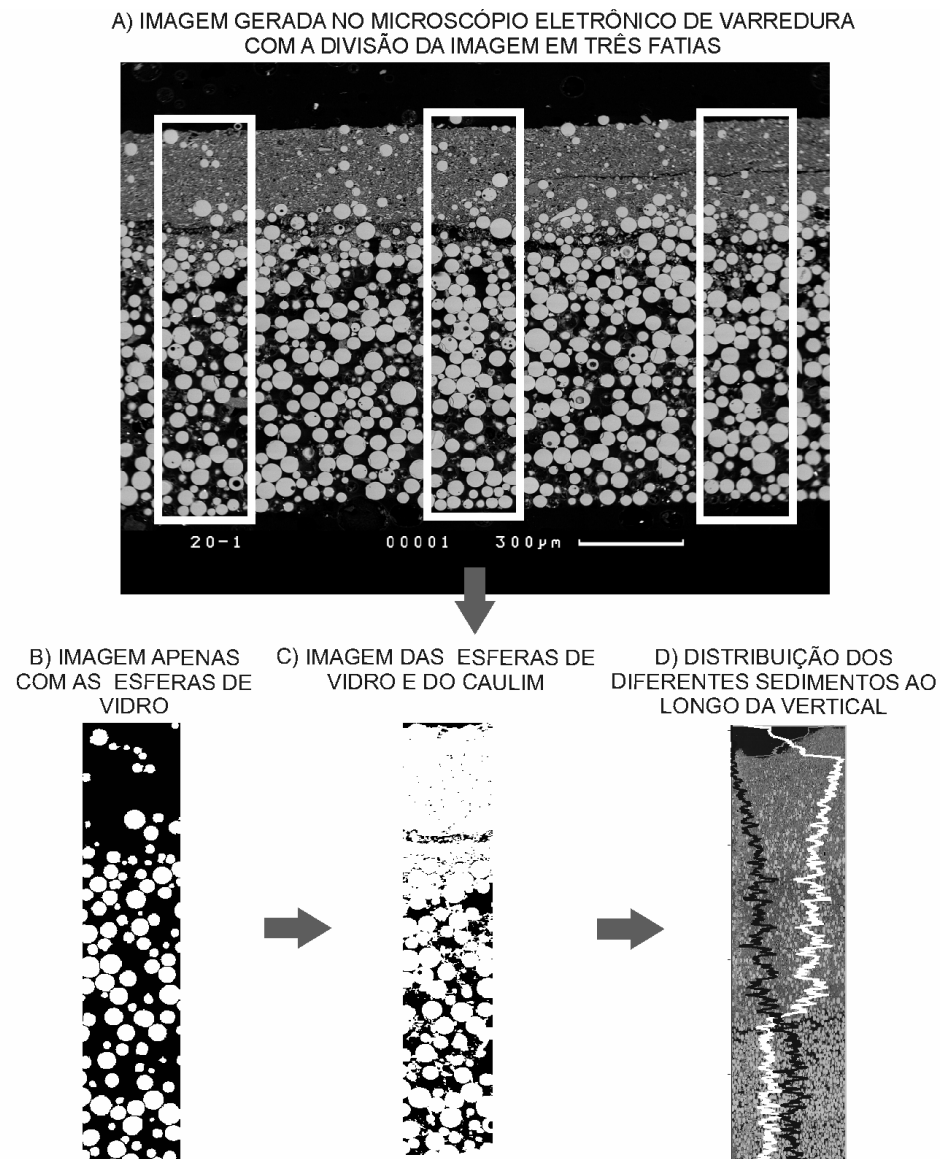 A) IMAGEM GERADA NO MICROSCÓPIO ELETRÔNICO DE VARREDURA
COM A DIVISÃO DA IMAGEM EM TRÊS FATIAS
20-1 00001 300µm
B) IMAGEM APENAS
COM AS ESFERAS DE
VIDRO
C) IMAGEM DAS ESFERAS DE
VIDRO E DO CAULIM
D) DISTRIBUIÇÃO DOS
DIFERENTES SEDIMENTOS AO
LONGO DA VERTICAL